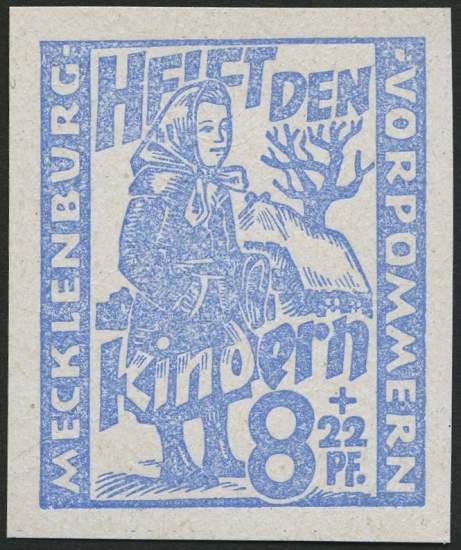 MECKLENBURG-
HELFT DEN
Kindern
8 + 22 PF.
-VORPOMMERN